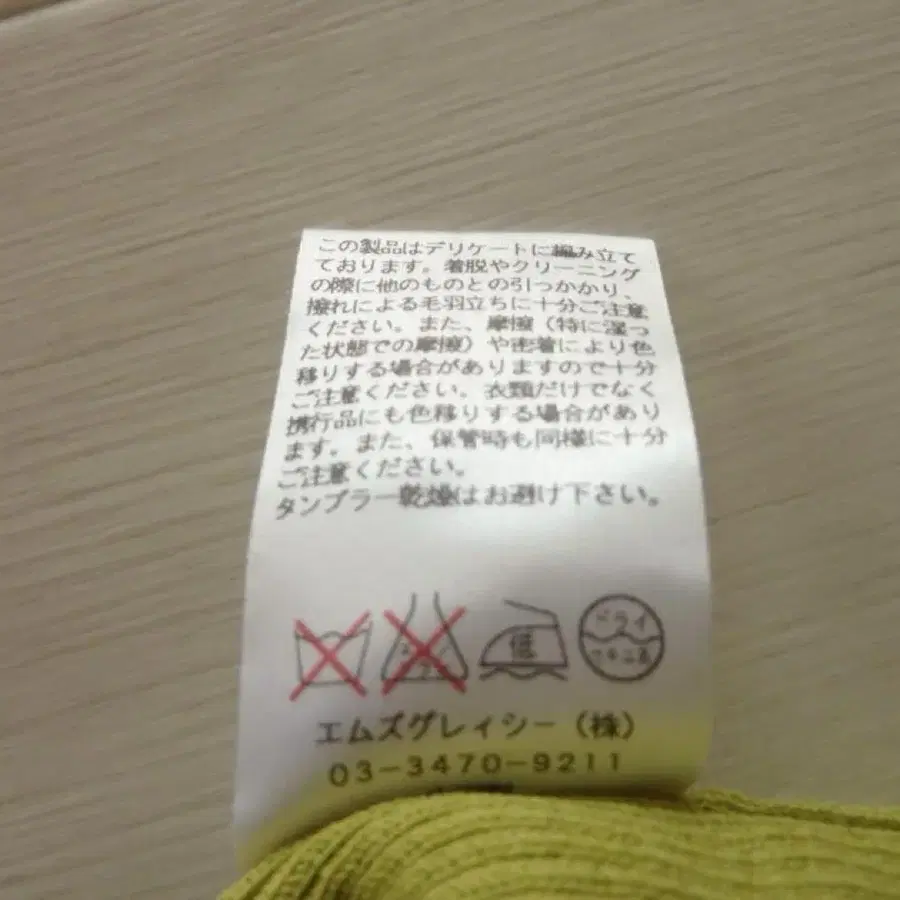 この製品はデリケートに編み立て
ております。着脱やクリーニング
の際に他のものとの引っかかり、
擦れによる毛羽立ちに十分ご注意
ください。また、摩擦（特に湿っ
た状態での摩擦）や密着により色
移りする場合がありますので十分
ご注意ください。衣類だけでなく
携行品にも色移りする場合があり
ます。また、保管時も同様に十分
ご注意ください。
タンブラー乾燥はお避け下さい。
低
ドライ
エムズグレイシー（株）
03-3470-9211